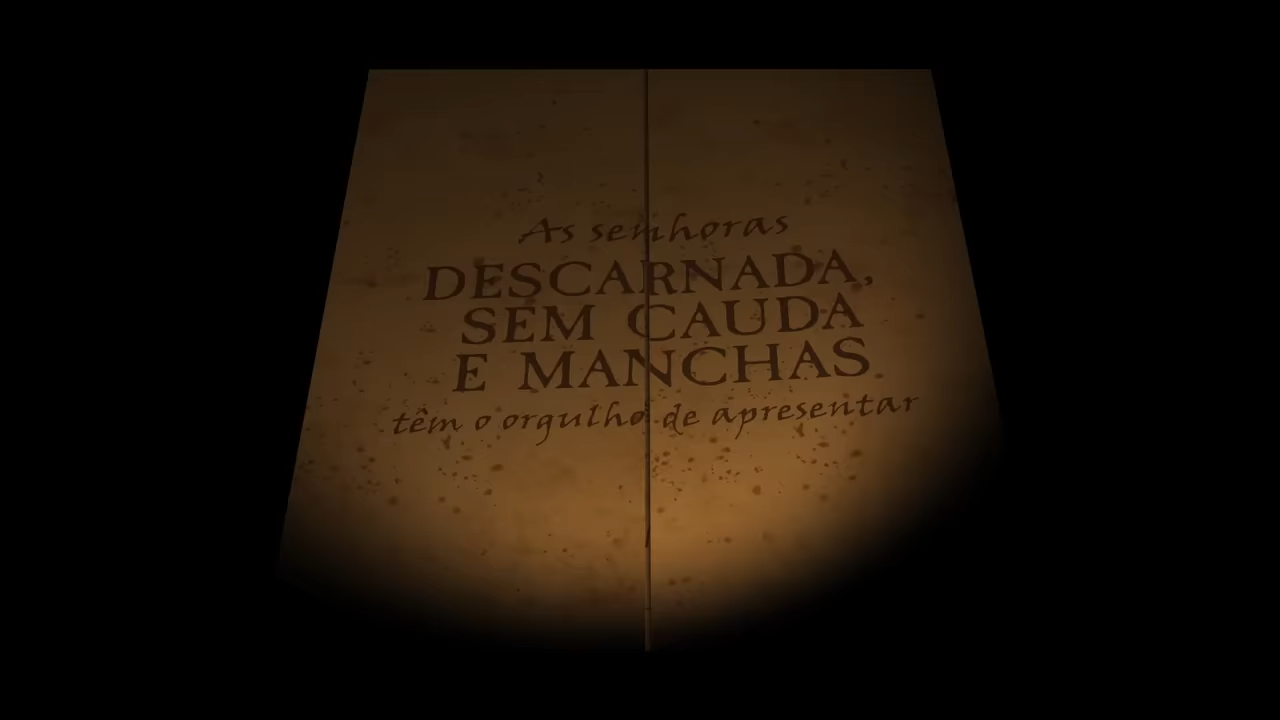 As senhoras
DESCARNADA,
SEM CAUDA
E MANCHAS
têm o orgulho de apresentar